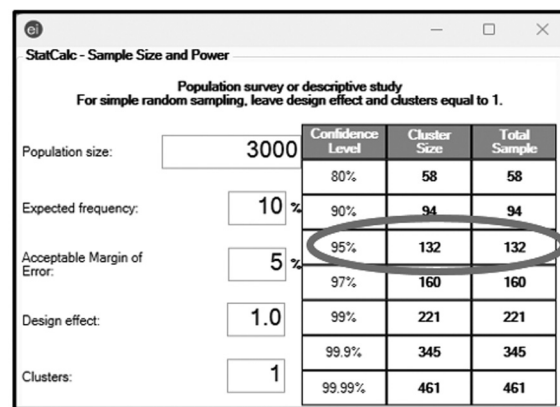 ei
StatCalc - Sample Size and Power
Population survey or descriptive study
For simple random sampling, leave design effect and clusters equal to 1.
Population size: 3000
Expected frequency: 10 %
Acceptable Margin of
Error: 5 %
Design effect: 1.0
Clusters: 1
Confidence Level Cluster Size Total Sample
80% 58 58
90% 94 94
95% 132 132
97% 160 160
99% 221 221
99.9% 345 345
99.99% 461 461